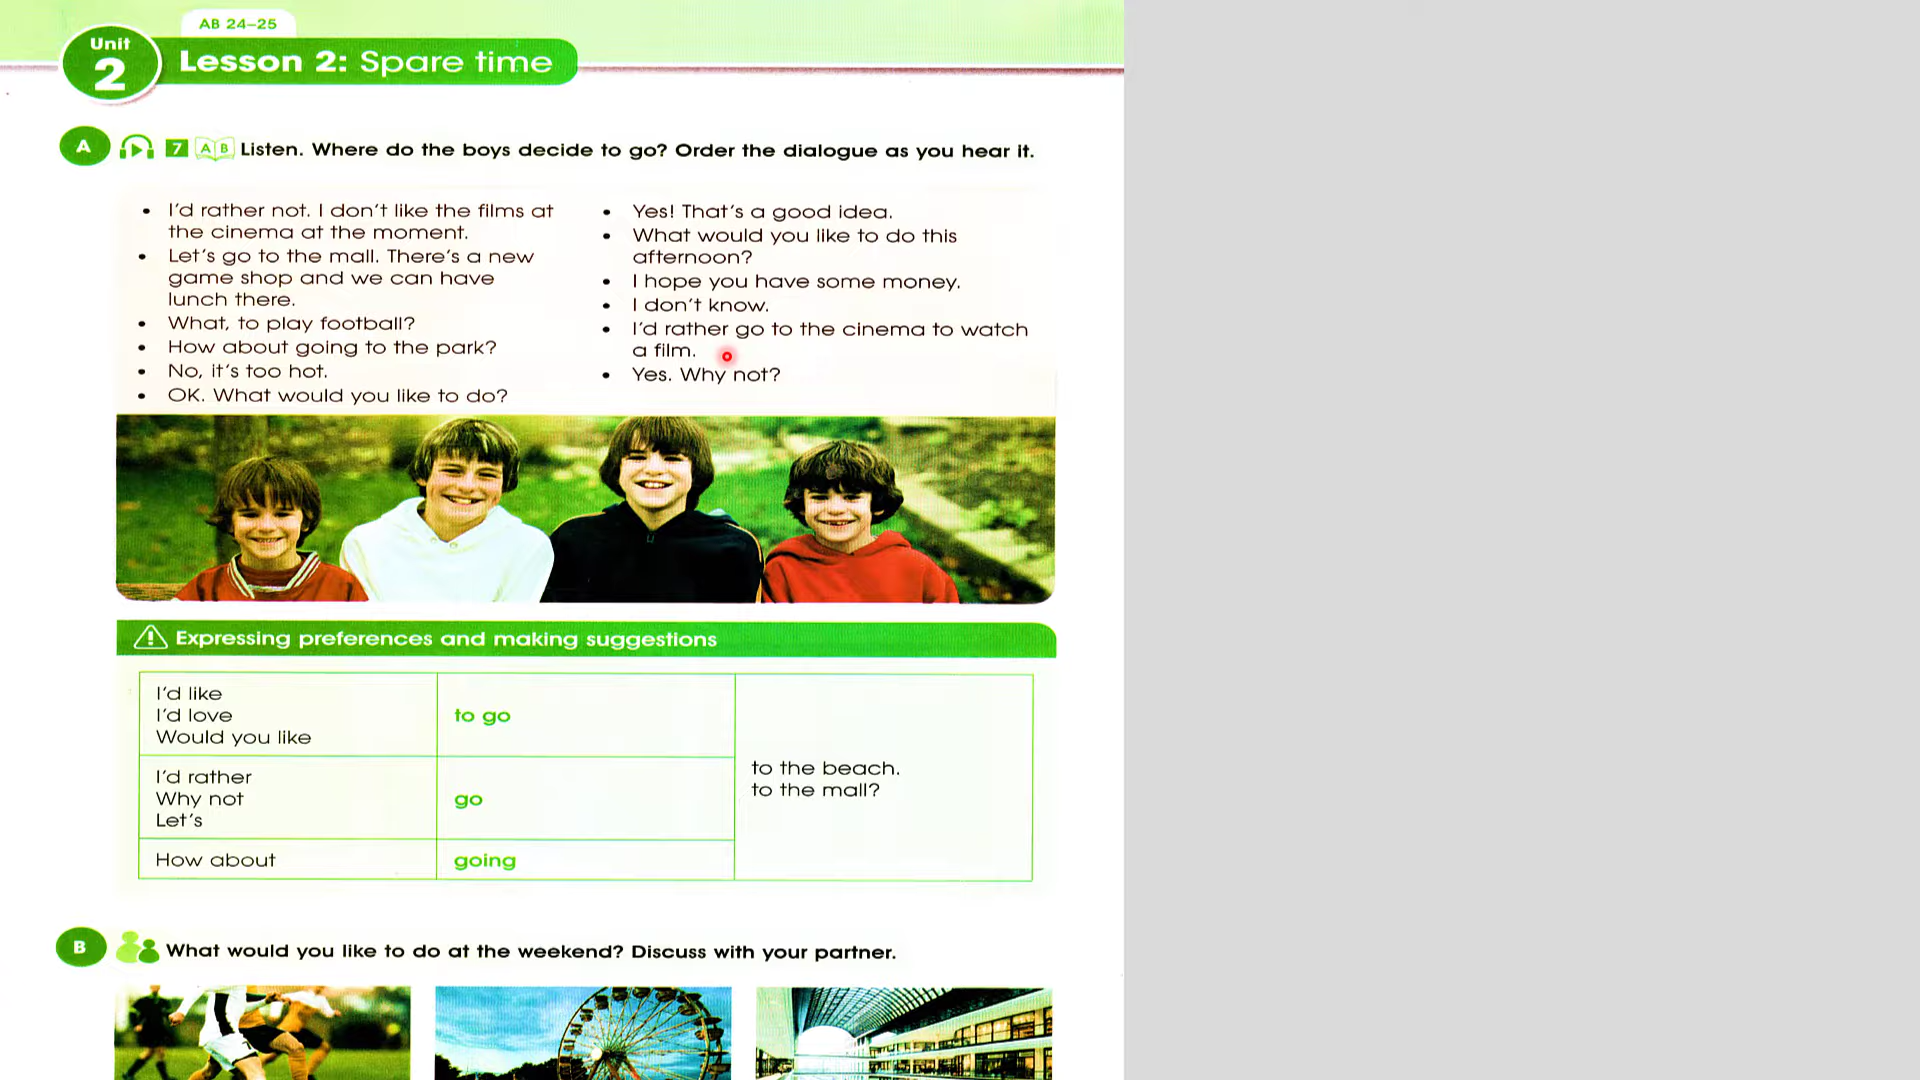 AB 24–25
Unit
2
Lesson 2: Spare time
A
7
A B
Listen. Where do the boys decide to go? Order the dialogue as you hear it.
• I'd rather not. I don't like the films at
the cinema at the moment.
• Let's go to the mall. There's a new
game shop and we can have
lunch there.
• What, to play football?
• How about going to the park?
• No, it's too hot.
• OK. What would you like to do?
• Yes! That's a good idea.
• What would you like to do this
afternoon?
• I hope you have some money.
• I don't know.
• I'd rather go to the cinema to watch
a film.
• Yes. Why not?
Expressing preferences and making suggestions
I'd like
I'd love
Would you like
to go
I'd rather
Why not
Let's
go
How about
going
to the beach.
to the mall?
B
What would you like to do at the weekend? Discuss with your partner.